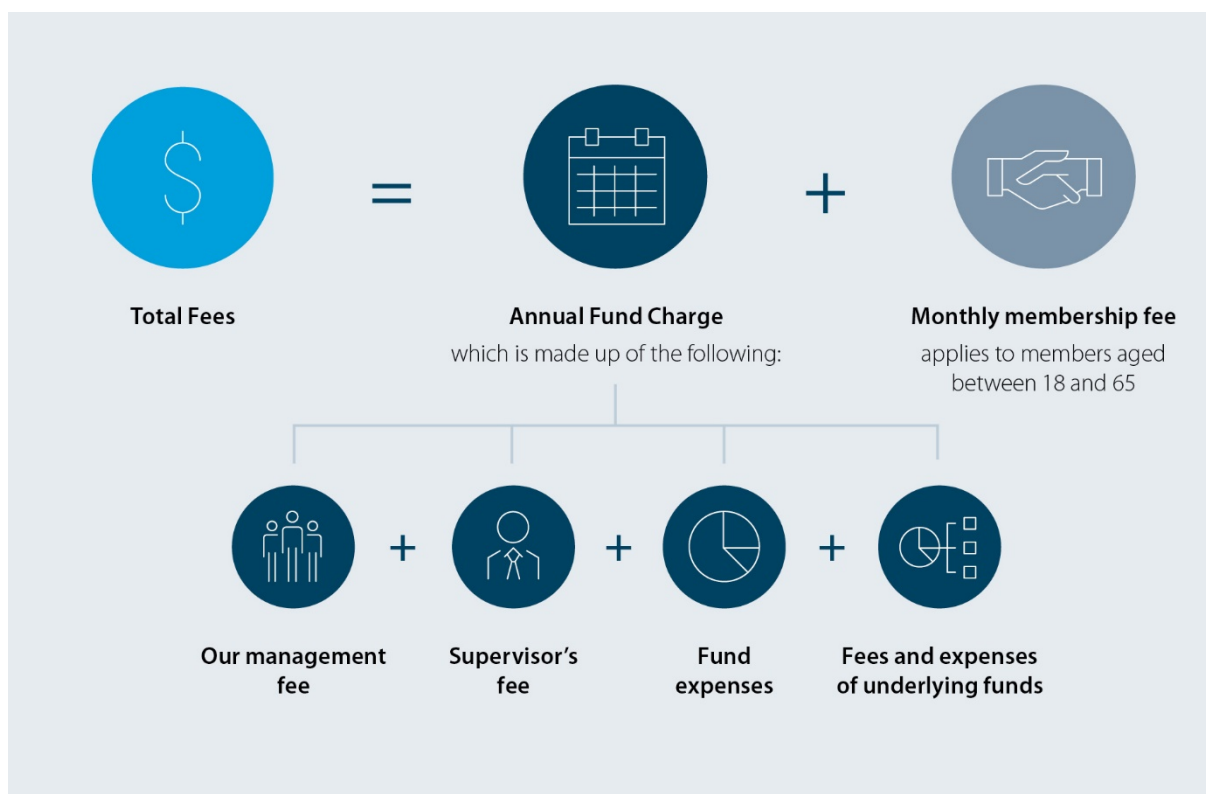 $
=
+
Total Fees
Annual Fund Charge
which is made up of the following:
Monthly membership fee
applies to members aged
between 18 and 65
+
+
+
Our management
fee
Supervisor's
fee
Fund
expenses
Fees and expenses
of underlying funds